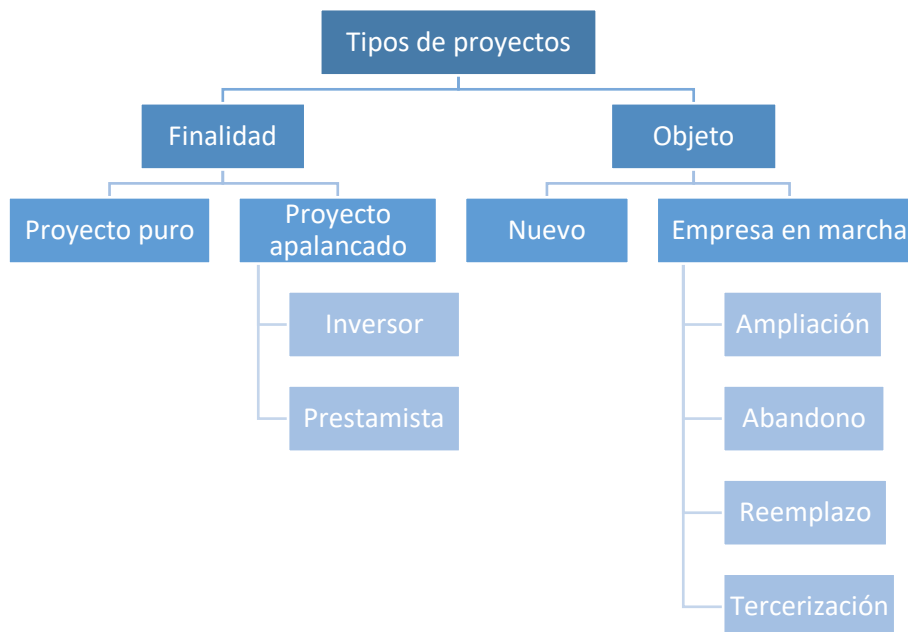 Tipos de proyectos
Finalidad
Objeto
Proyecto puro
Proyecto
apalancado
Nuevo
Empresa en marcha
Inversor
Prestamista
Ampliación
Abandono
Reemplazo
Tercerización